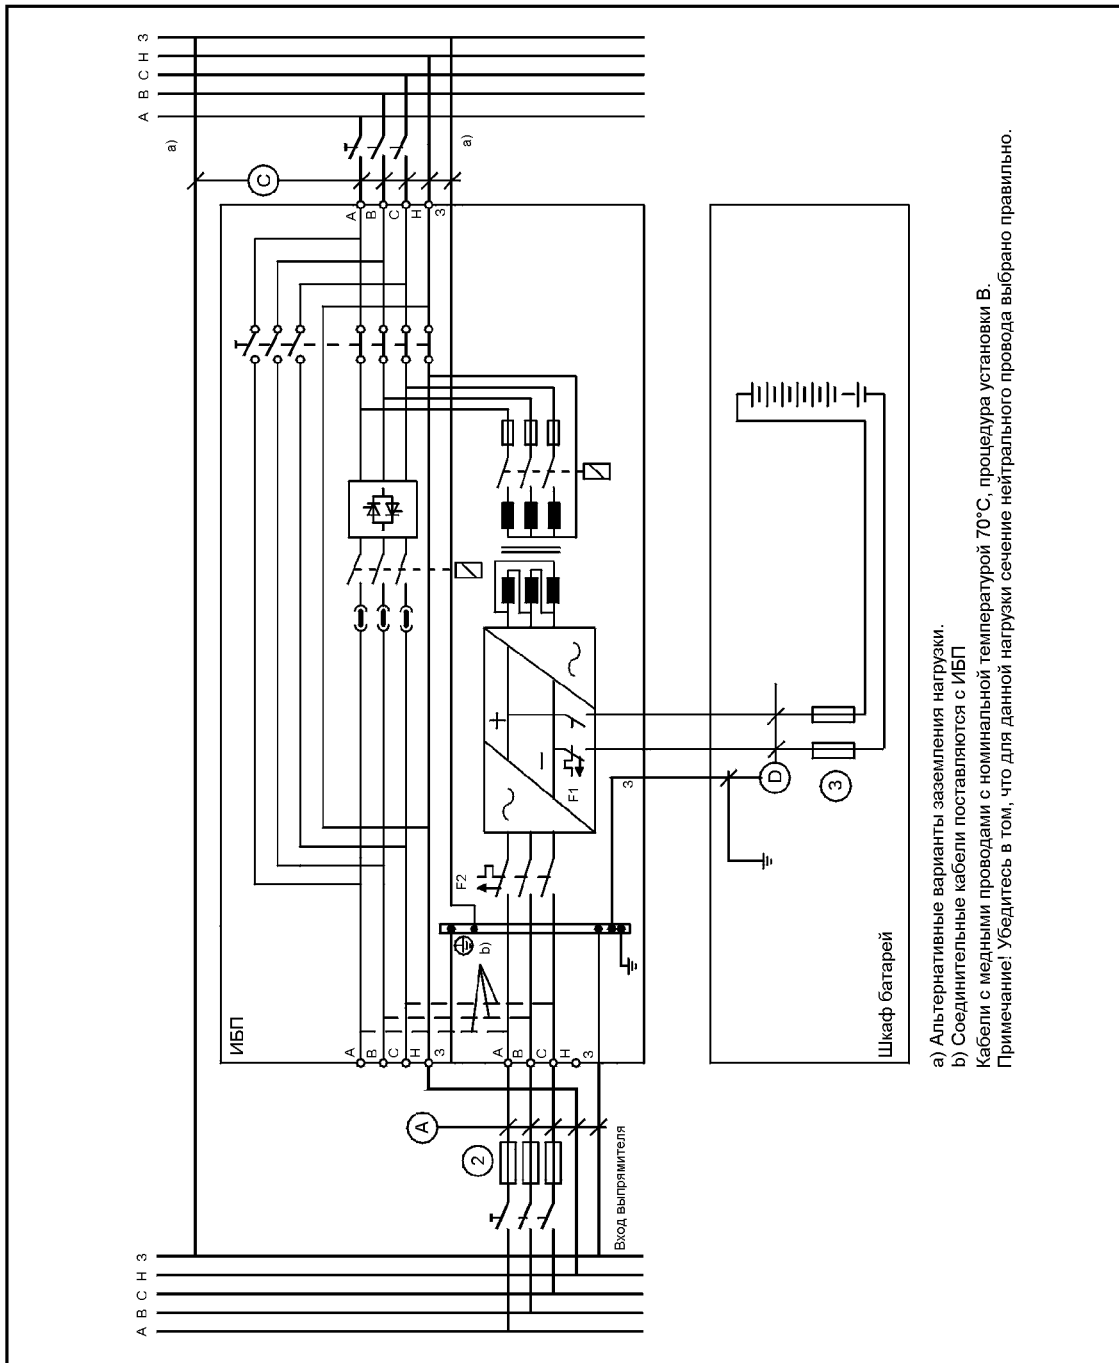 А В С Н З
А В С Н З
а)
ИБП
C
А
В
С
Н
З
А
В
С
Н
З
а)
A
b)
F2
2
А
В
С
Н
З
F1
+
−
З
Вход выпрямителя
D
3
Шкаф батарей
а) Альтернативные варианты заземления нагрузки.
b) Соединительные кабели поставляются с ИБП
Кабели с медными проводами с номинальной температурой 70°С, процедура установки В.
Примечание! Убедитесь в том, что для данной нагрузки сечение нейтрального провода выбрано правильно.